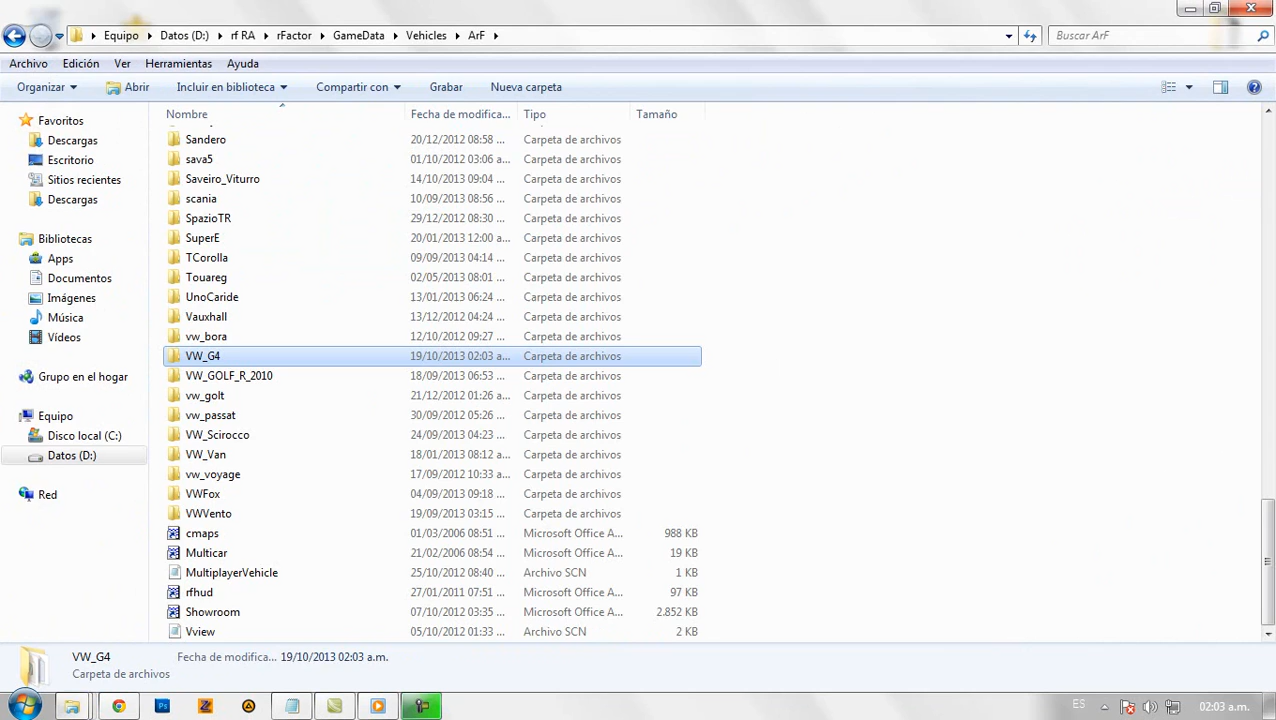 Equipo Datos (D:) rf RA rFactor GameData Vehicles ArF
Buscar ArF
Archivo Edición Ver Herramientas Ayuda
Organizar Abrir Incluir en biblioteca Compartir con Grabar Nueva carpeta
Favoritos
Descargas
Escritorio
Sitios recientes
Descargas
Bibliotecas
Apps
Documentos
Imágenes
Música
Vídeos
Grupo en el hogar
Equipo
Disco local (C:)
Datos (D:)
Red
Nombre Fecha de modifica... Tipo Tamaño
Sandero 20/12/2012 08:58 ... Carpeta de archivos
sava5 01/10/2012 03:06 a... Carpeta de archivos
Saveiro_Viturro 14/10/2013 09:04 ... Carpeta de archivos
scania 10/09/2013 08:56 ... Carpeta de archivos
SpazioTR 29/12/2012 08:30 ... Carpeta de archivos
SuperE 20/01/2013 12:00 a... Carpeta de archivos
TCorolla 09/09/2013 04:14 ... Carpeta de archivos
Touareg 02/05/2013 08:01 ... Carpeta de archivos
UnoCaride 13/01/2013 06:24 ... Carpeta de archivos
Vauxhall 13/12/2012 04:24 ... Carpeta de archivos
vw_bora 12/10/2012 09:27 ... Carpeta de archivos
VW_G4 19/10/2013 02:03 a... Carpeta de archivos
VW_GOLF_R_2010 18/09/2013 06:53 ... Carpeta de archivos
vw_golt 21/12/2012 01:26 a... Carpeta de archivos
vw_passat 30/09/2012 05:26 ... Carpeta de archivos
VW_Scirocco 24/09/2013 04:23 ... Carpeta de archivos
VW_Van 18/01/2013 08:12 a... Carpeta de archivos
vw_voyage 17/09/2012 10:33 a... Carpeta de archivos
VWFox 04/09/2013 09:18 ... Carpeta de archivos
VWVento 19/09/2013 03:15 ... Carpeta de archivos
cmaps 01/03/2006 08:51 ... Microsoft Office A... 988 KB
Multicar 21/02/2006 08:54 ... Microsoft Office A... 19 KB
MultiplayerVehicle 25/10/2012 08:40 ... Archivo SCN 1 KB
rfhud 27/01/2011 07:51 ... Microsoft Office A... 97 KB
Showroom 07/10/2012 03:35 ... Microsoft Office A... 2.852 KB
Vview 05/10/2012 01:33 ... Archivo SCN 2 KB
VW_G4 Fecha de modifica... 19/10/2013 02:03 a.m.
Carpeta de archivos
Ps
ES 02:03 a.m.